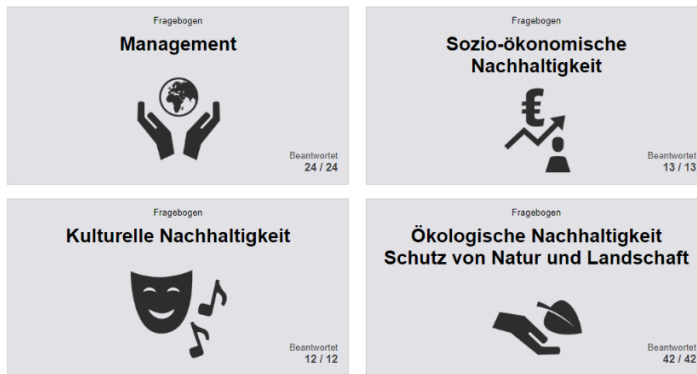 Fragebogen
Management
Beantwortet
24 / 24
Fragebogen
Sozio-ökonomische
Nachhaltigkeit
£
Beantwortet
13 / 13
Fragebogen
Kulturelle Nachhaltigkeit
Beantwortet
12 / 12
Fragebogen
Ökologische Nachhaltigkeit
Schutz von Natur und Landschaft
Beantwortet
42 / 42